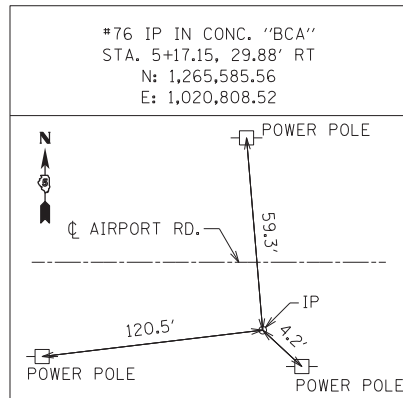 #76 IP IN CONC. "BCA"
STA. 5+17.15, 29.88' RT
N: 1,265,585.56
E: 1,020,808.52
N
POWER POLE
℄ AIRPORT RD.
59.3'
IP
120.5'
4.2'
POWER POLE
POWER POLE